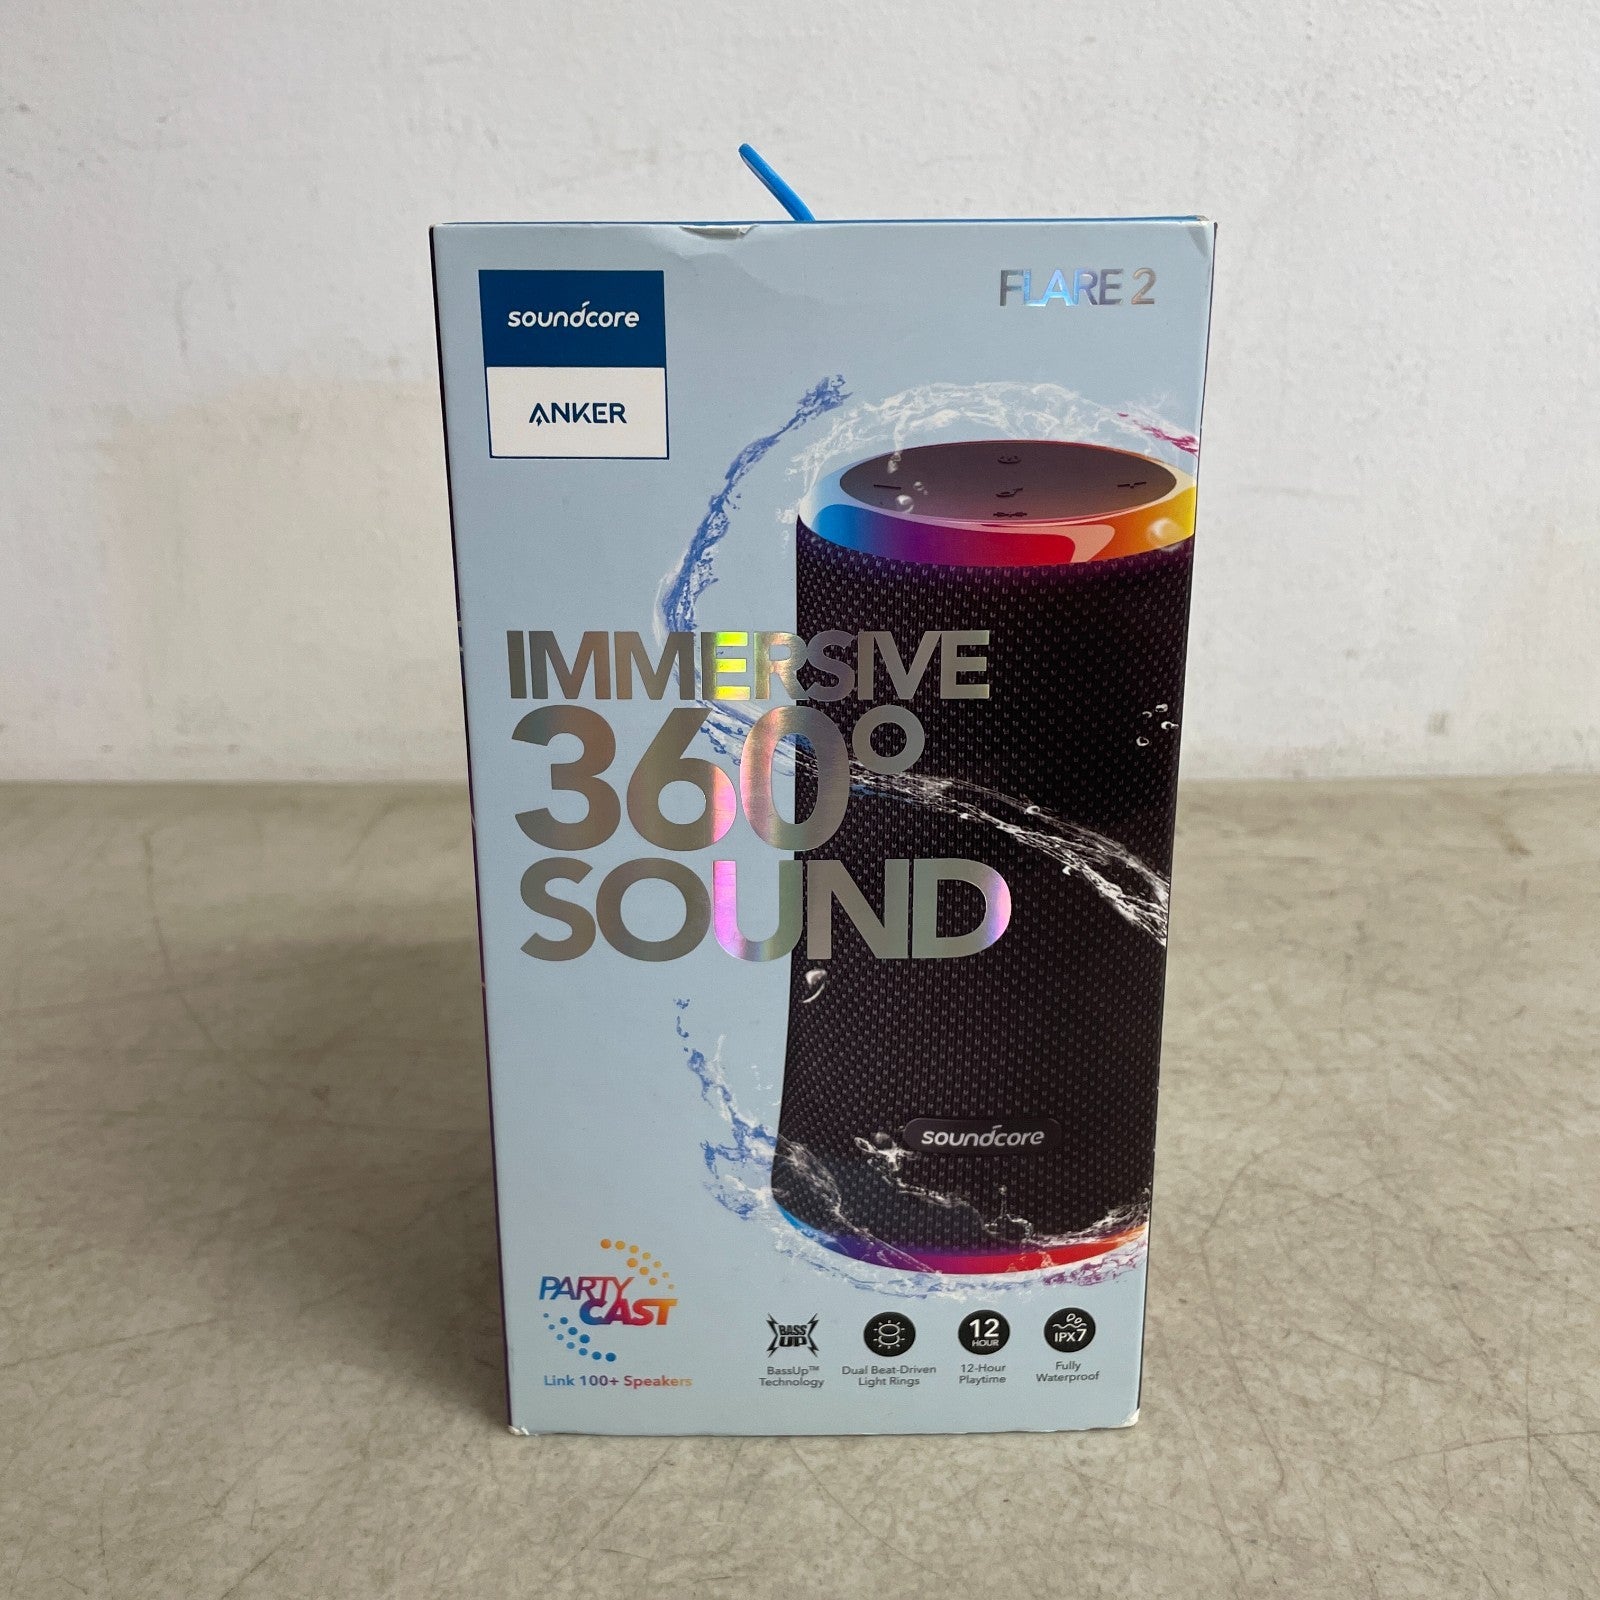 soundcore
ANKER
FLARE 2
IMMERSIVE
360°
SOUND
soundcore
PARTY
CAST
Link 100+ Speakers
BASS
UP
BassUp™
Technology
Dual Beat-Driven
Light Rings
12
HOUR
12-Hour
Playtime
IPX7
Fully
Waterproof